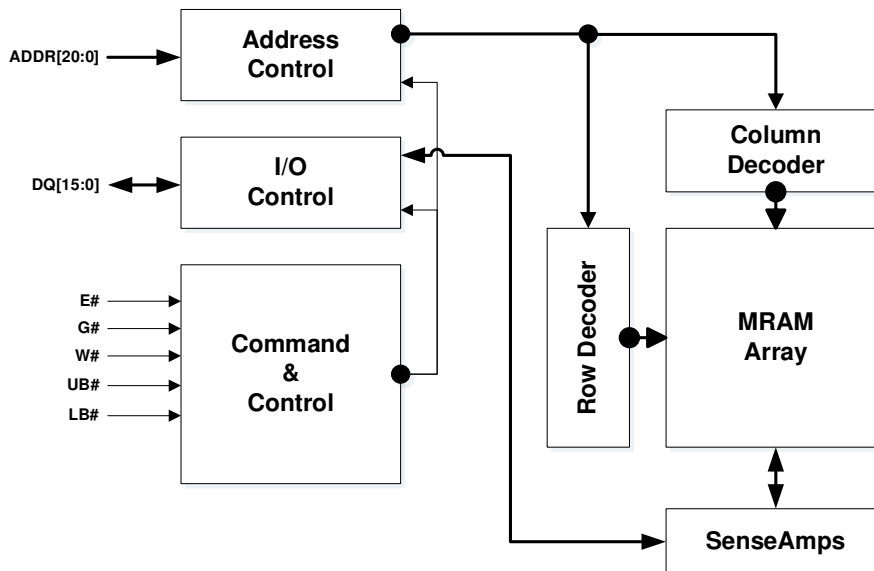 ADDR[20:0]
Address
Control
DQ[15:0]
I/O
Control
Column
Decoder
E#
G#
W#
UB#
LB#
Command
&
Control
Row Decoder
MRAM
Array
SenseAmps